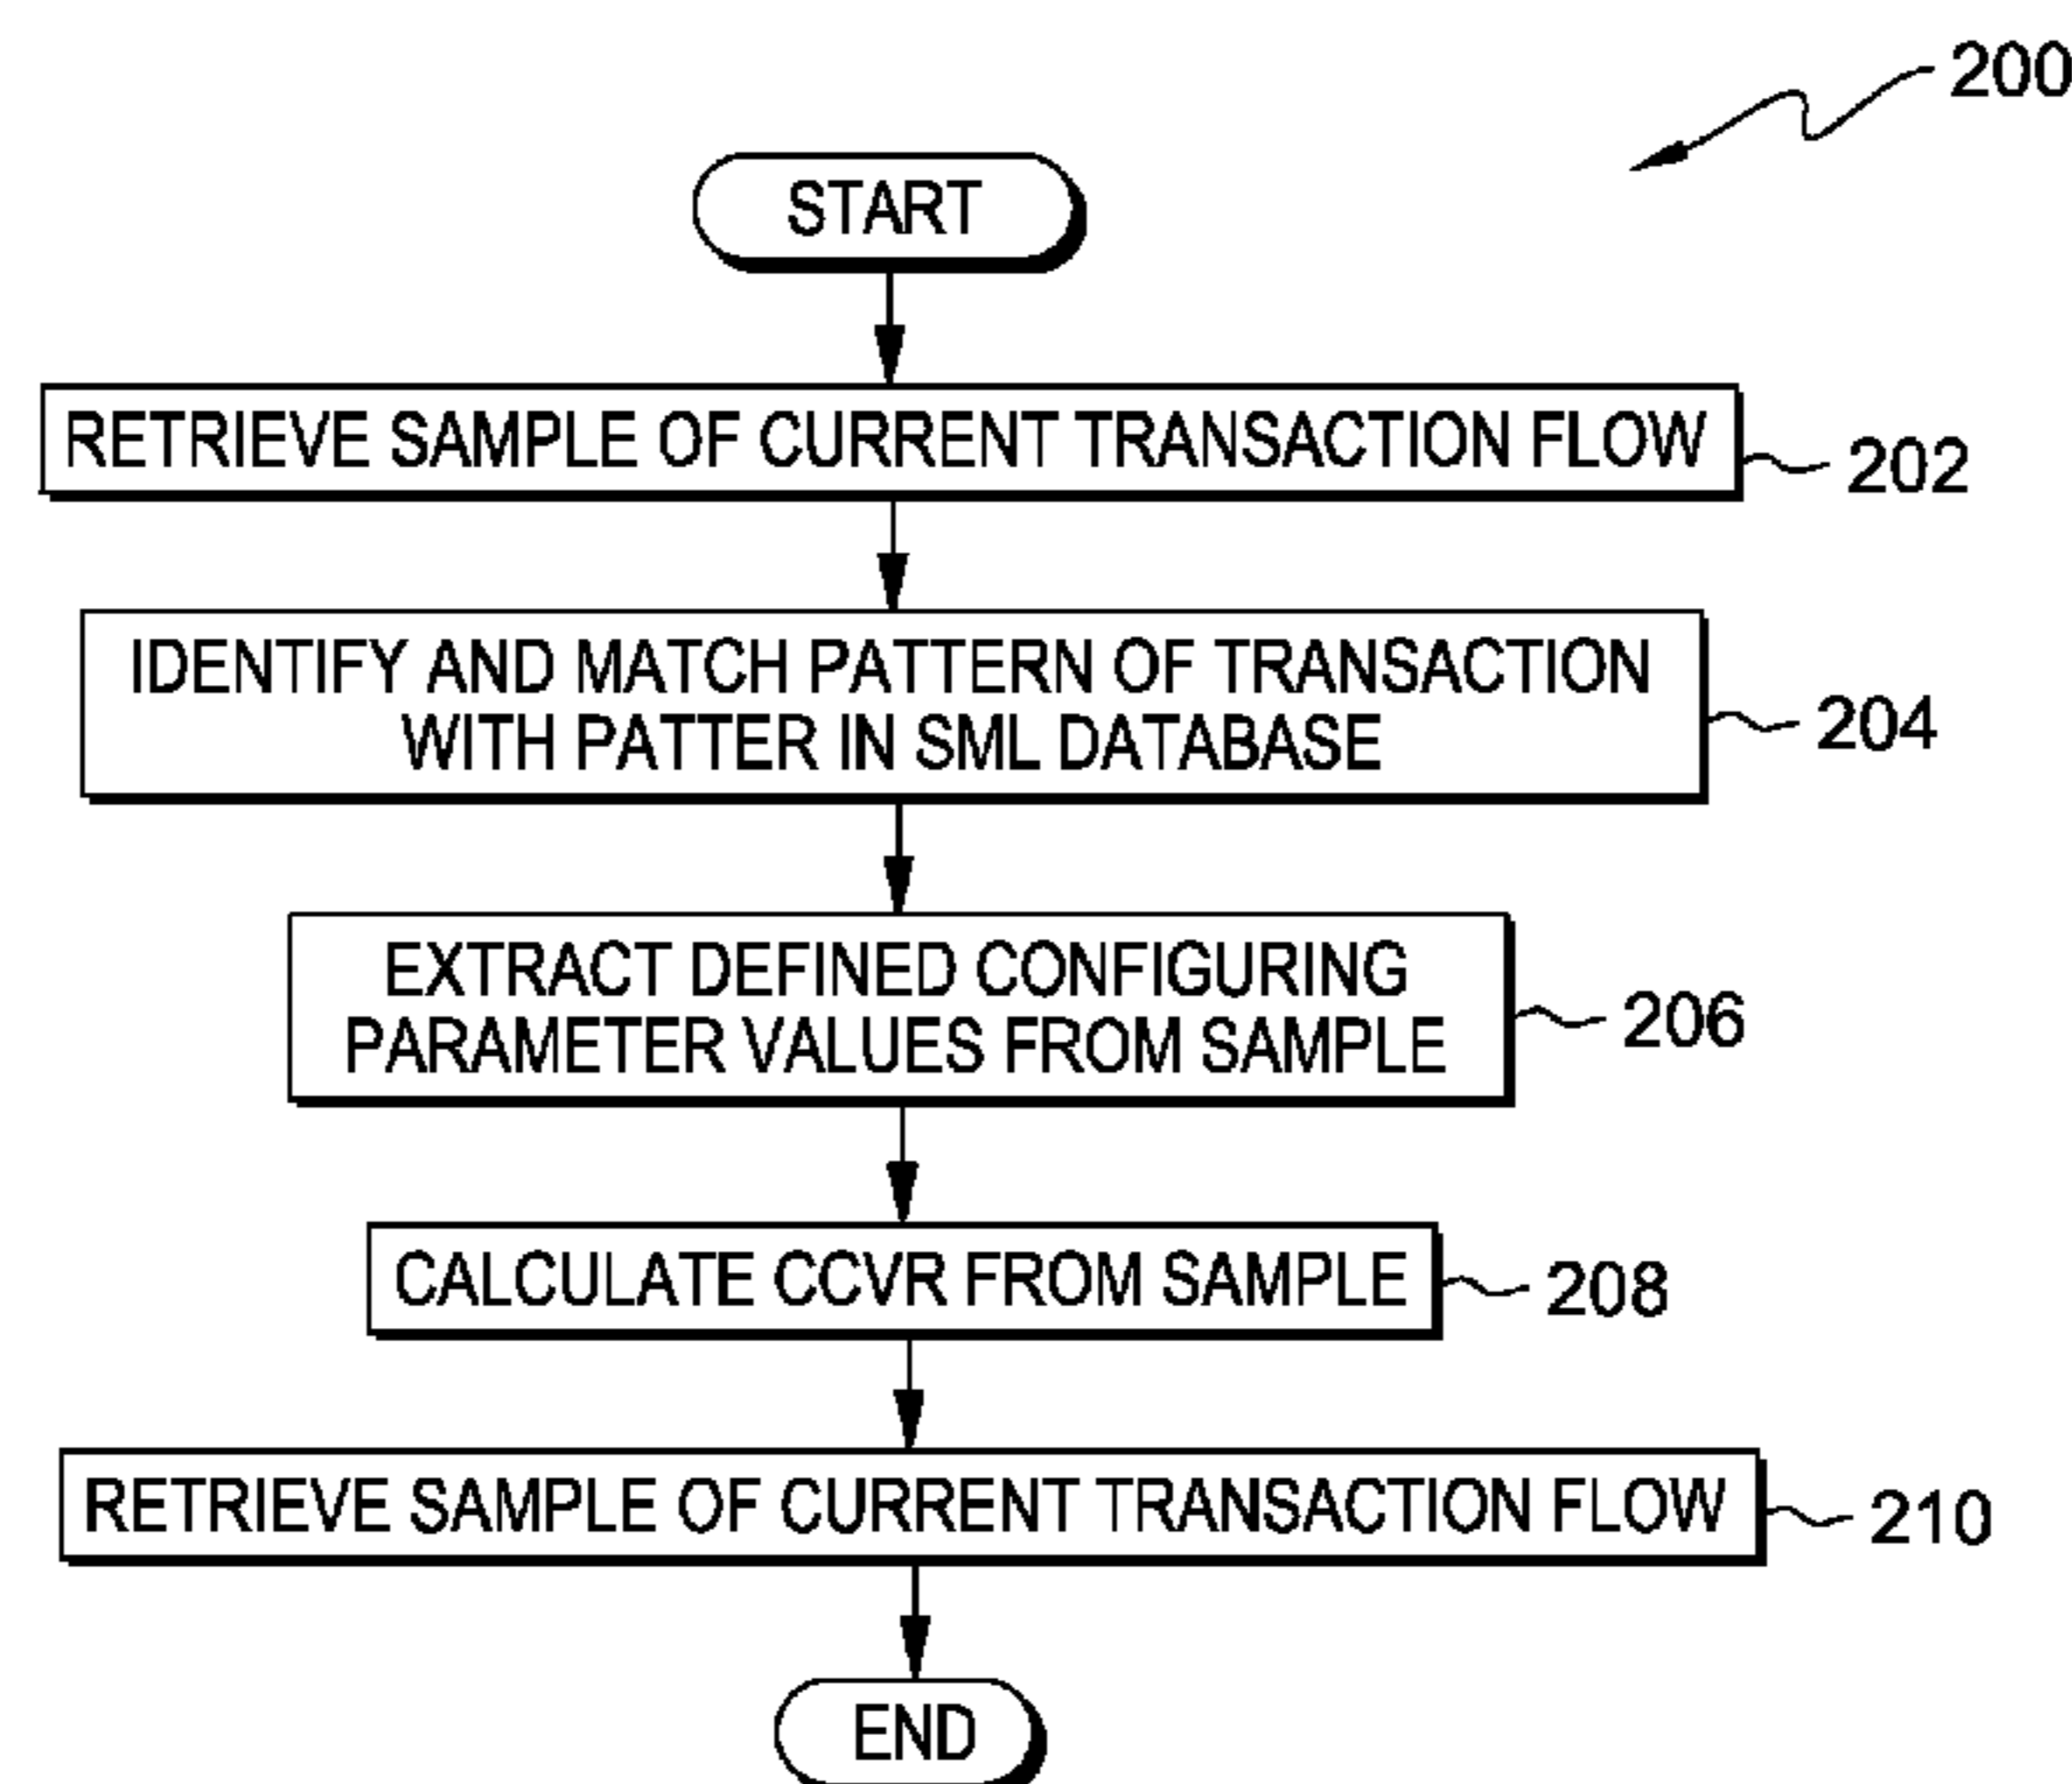 200
START
RETRIEVE SAMPLE OF CURRENT TRANSACTION FLOW
202
IDENTIFY AND MATCH PATTERN OF TRANSACTION
WITH PATTER IN SML DATABASE
204
EXTRACT DEFINED CONFIGURING
PARAMETER VALUES FROM SAMPLE
206
CALCULATE CCVR FROM SAMPLE
208
RETRIEVE SAMPLE OF CURRENT TRANSACTION FLOW
210
END